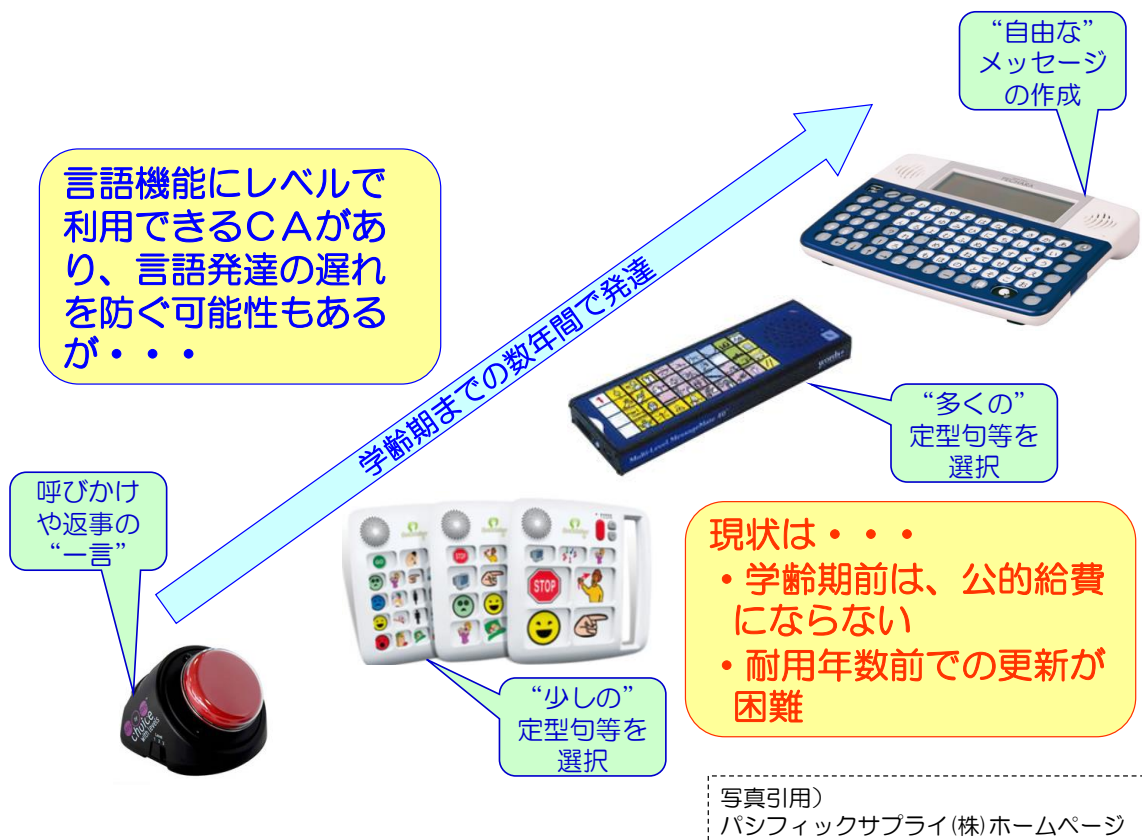 “自由な”
メッセージ
の作成
言語機能にレベルで
利用できるCAがあ
り、言語発達の遅れ
を防ぐ可能性もある
が・・・
学齢期までの数年間で発達
“多くの”
定型句等を
選択
呼びかけ
や返事の
“一言”
STOP
choice
with levels
Multi-Level MessageMate 40
“少しの”
定型句等を
選択
現状は・・・
・学齢期前は、公的給費
にならない
・耐用年数前での更新が
困難
写真引用）
パシフィックサプライ(株)ホームページ